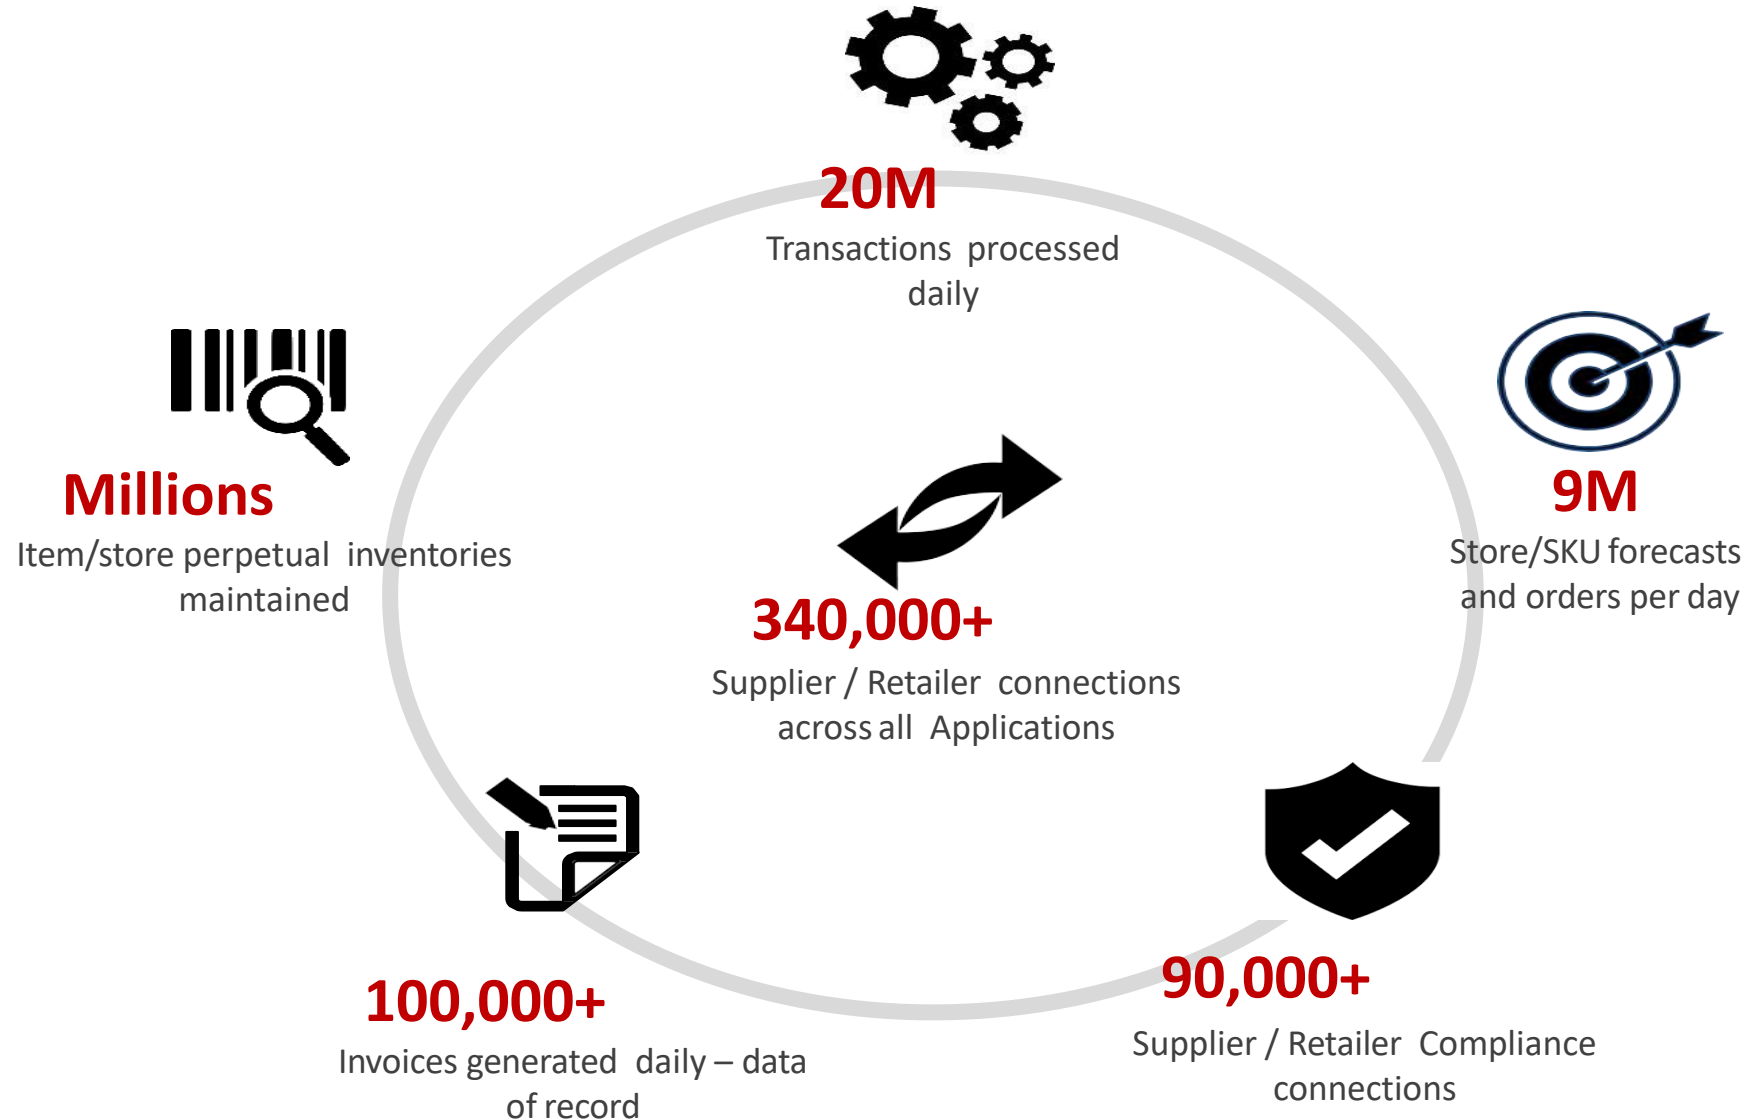 20M
Transactions processed
daily
Millions
Item/store perpetual inventories
maintained
9M
Store/SKU forecasts
and orders per day
340,000+
Supplier / Retailer connections
across all Applications
100,000+
Invoices generated daily – data
of record
90,000+
Supplier / Retailer Compliance
connections